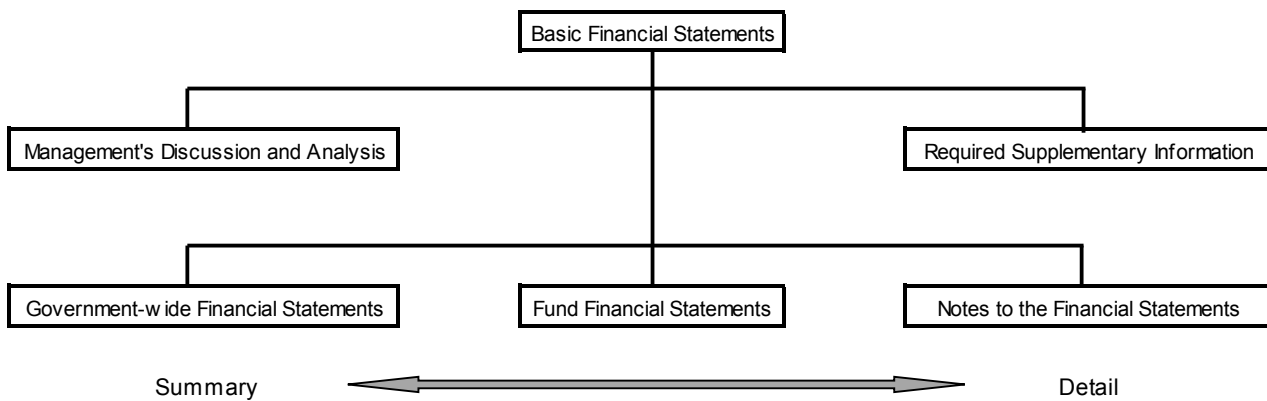 Basic Financial Statements
Management's Discussion and Analysis
Required Supplementary Information
Government-wide Financial Statements
Fund Financial Statements
Notes to the Financial Statements
Summary
Detail